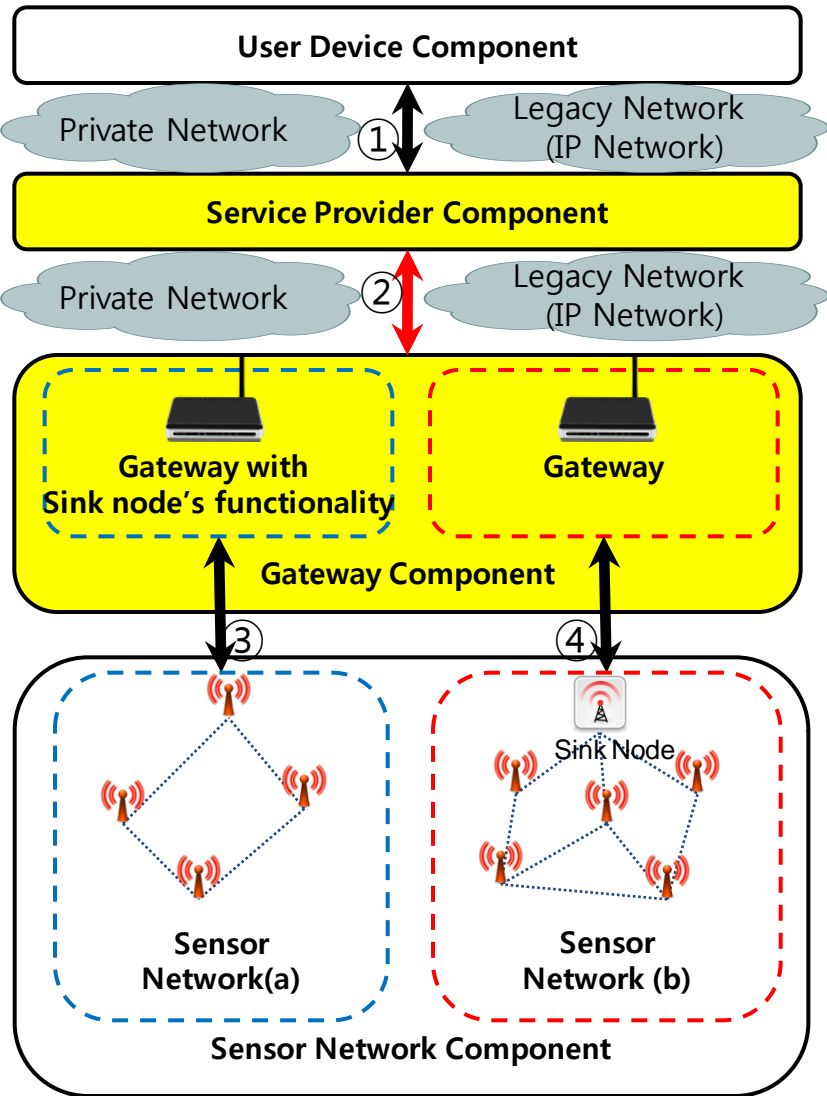 User Device Component
Private Network
①
Legacy Network
(IP Network)
Service Provider Component
Private Network
②
Legacy Network
(IP Network)
Gateway with
Sink node’s functionality
Gateway
Gateway Component
③
④
Sink Node
Sensor
Network(a)
Sensor
Network (b)
Sensor Network Component